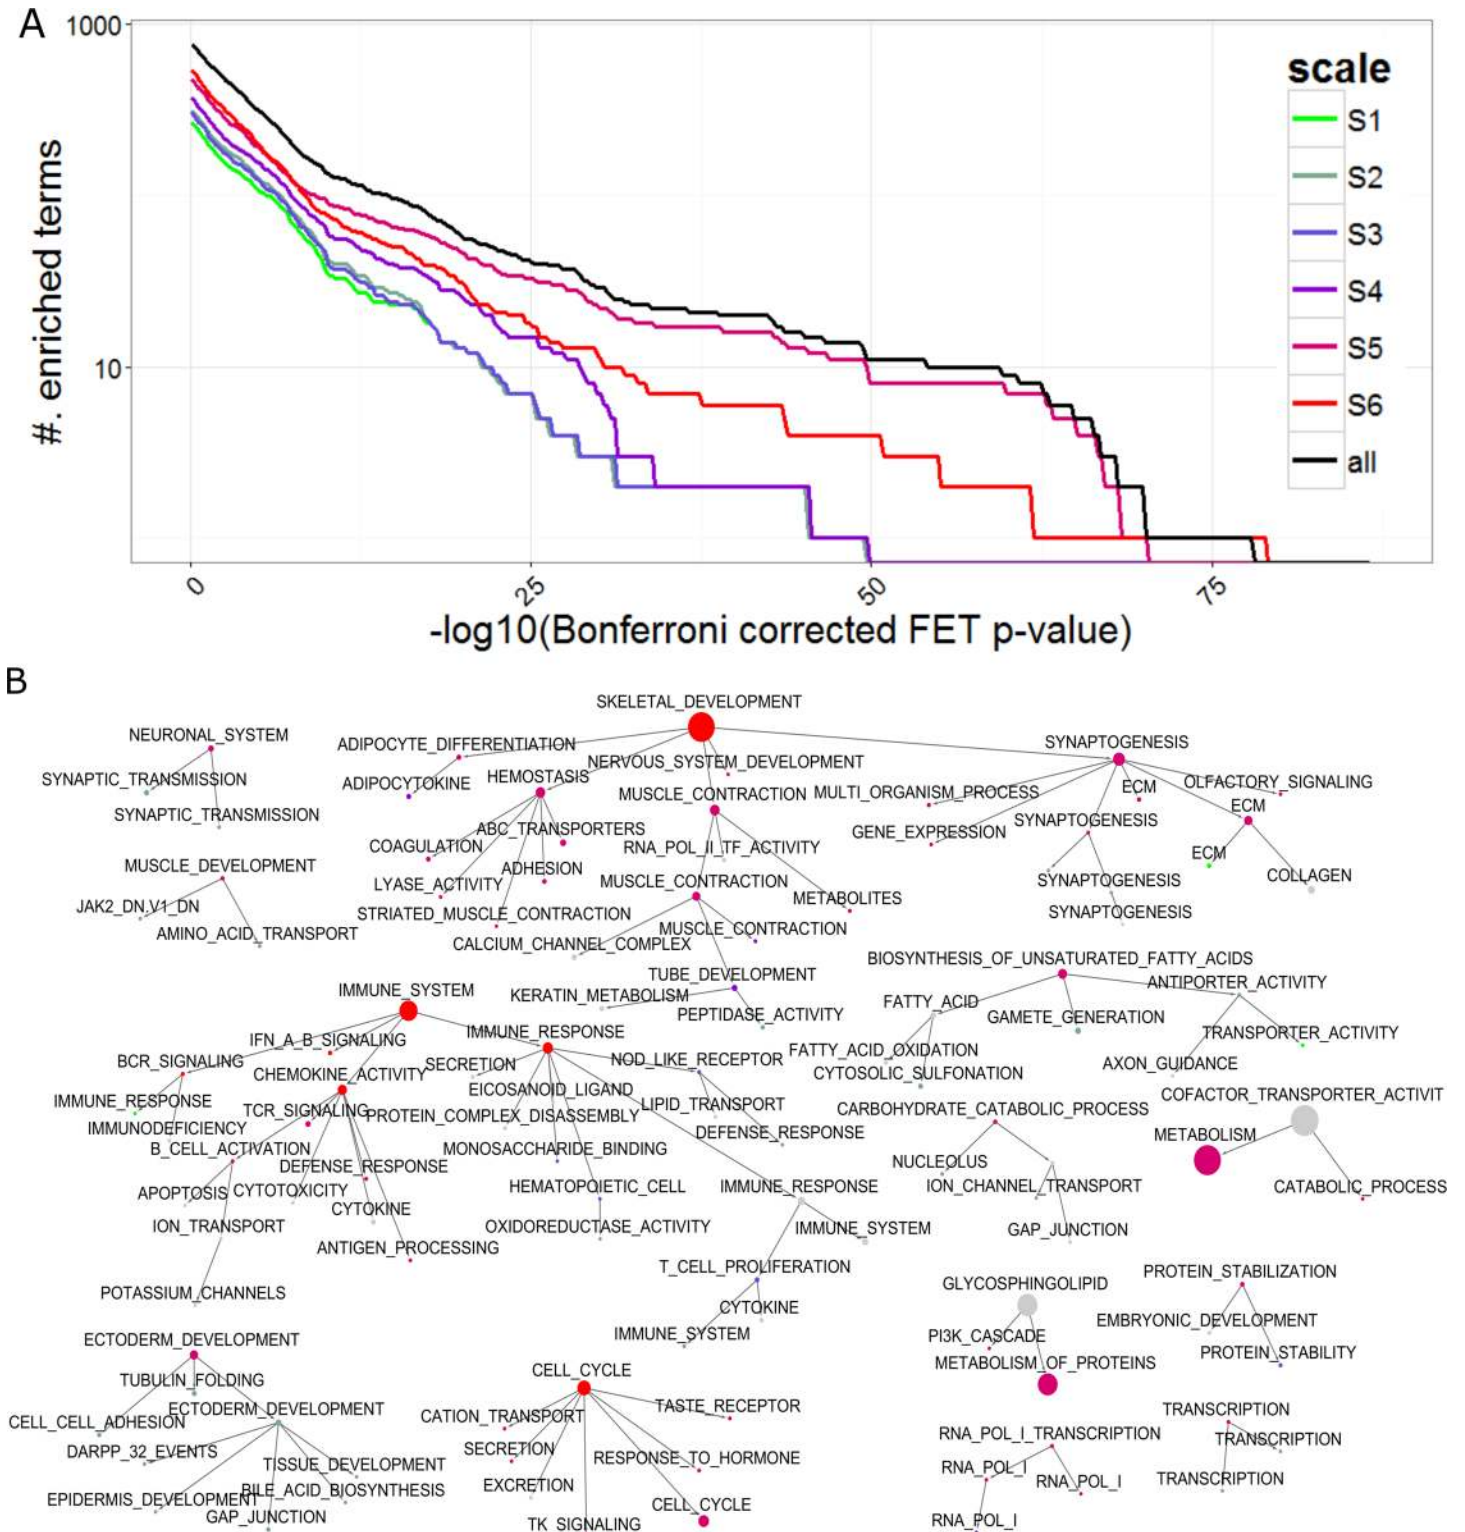 A
1000
10
#. enriched terms
scale
S1
S2
S3
S4
S5
S6
all
0
25
50
75
-log10(Bonferroni corrected FET p-value)
B
SKELETAL_DEVELOPMENT
NEURONAL_SYSTEM
ADIPOCYTE_DIFFERENTIATION
SYNAPTOGENESIS
NERVOUS_SYSTEM_DEVELOPMENT
SYNAPTIC_TRANSMISSION
ADIPOCYTOKINE
HEMOSTASIS
OLFACTORY_SIGNALING
ECM
MUSCLE_CONTRACTION
MULTI_ORGANISM_PROCESS
ECM
SYNAPTIC_TRANSMISSION
SYNAPTOGENESIS
ABC_TRANSPORTERS
GENE_EXPRESSION
COAGULATION
RNA_POL_II_TF_ACTIVITY
ECM
MUSCLE_DEVELOPMENT
ADHESION
COLLAGEN
LYASE_ACTIVITY
MUSCLE_CONTRACTION
SYNAPTOGENESIS
METABOLITES
JAK2_DN.V1_DN
STRIATED_MUSCLE_CONTRACTION
SYNAPTOGENESIS
AMINO_ACID_TRANSPORT
MUSCLE_CONTRACTION
CALCIUM_CHANNEL_COMPLEX
BIOSYNTHESIS_OF_UNSATURATED_FATTY_ACIDS
TUBE_DEVELOPMENT
ANTIPORTER_ACTIVITY
IMMUNE_SYSTEM
KERATIN_METABOLISM
FATTY_ACID
PEPTIDASE_ACTIVITY
GAMETE_GENERATION
IFN_A_B_SIGNALING
IMMUNE_RESPONSE
TRANSPORTER_ACTIVITY
BCR_SIGNALING
SECRETION
NOD_LIKE_RECEPTOR
FATTY_ACID_OXIDATION
AXON_GUIDANCE
CHEMOKINE_ACTIVITY
CYTOSOLIC_SULFONATION
EICOSANOID_LIGAND
COFACTOR_TRANSPORTER_ACTIVIT
IMMUNE_RESPONSE
TCR_SIGNALING
PROTEIN_COMPLEX_DISASSEMBLY
LIPID_TRANSPORT
CARBOHYDRATE_CATABOLIC_PROCESS
IMMUNODEFICIENCY
DEFENSE_RESPONSE
METABOLISM
B_CELL_ACTIVATION
MONOSACCHARIDE_BINDING
NUCLEOLUS
DEFENSE_RESPONSE
APOPTOSIS
CYTOTOXICITY
HEMATOPOIETIC_CELL
IMMUNE_RESPONSE
ION_CHANNEL_TRANSPORT
CATABOLIC_PROCESS
CYTOKINE
ION_TRANSPORT
OXIDOREDUCTASE_ACTIVITY
IMMUNE_SYSTEM
GAP_JUNCTION
ANTIGEN_PROCESSING
T_CELL_PROLIFERATION
PROTEIN_STABILIZATION
POTASSIUM_CHANNELS
GLYCOSPHINGOLIPID
CYTOKINE
EMBRYONIC_DEVELOPMENT
ECTODERM_DEVELOPMENT
IMMUNE_SYSTEM
PI3K_CASCADE
PROTEIN_STABILITY
CELL_CYCLE
METABOLISM_OF_PROTEINS
TUBULIN_FOLDING
ECTODERM_DEVELOPMENT
TASTE_RECEPTOR
TRANSCRIPTION
CELL_CELL_ADHESION
CATION_TRANSPORT
RNA_POL_I_TRANSCRIPTION
TRANSCRIPTION
DARPP_32_EVENTS
SECRETION
RESPONSE_TO_HORMONE
TISSUE_DEVELOPMENT
RNA_POL_I
TRANSCRIPTION
EXCRETION
RNA_POL_I
BILE_ACID_BIOSYNTHESIS
EPIDERMIS_DEVELOPMENT
CELL_CYCLE
GAP_JUNCTION
TK_SIGNALING
RNA_POL_I